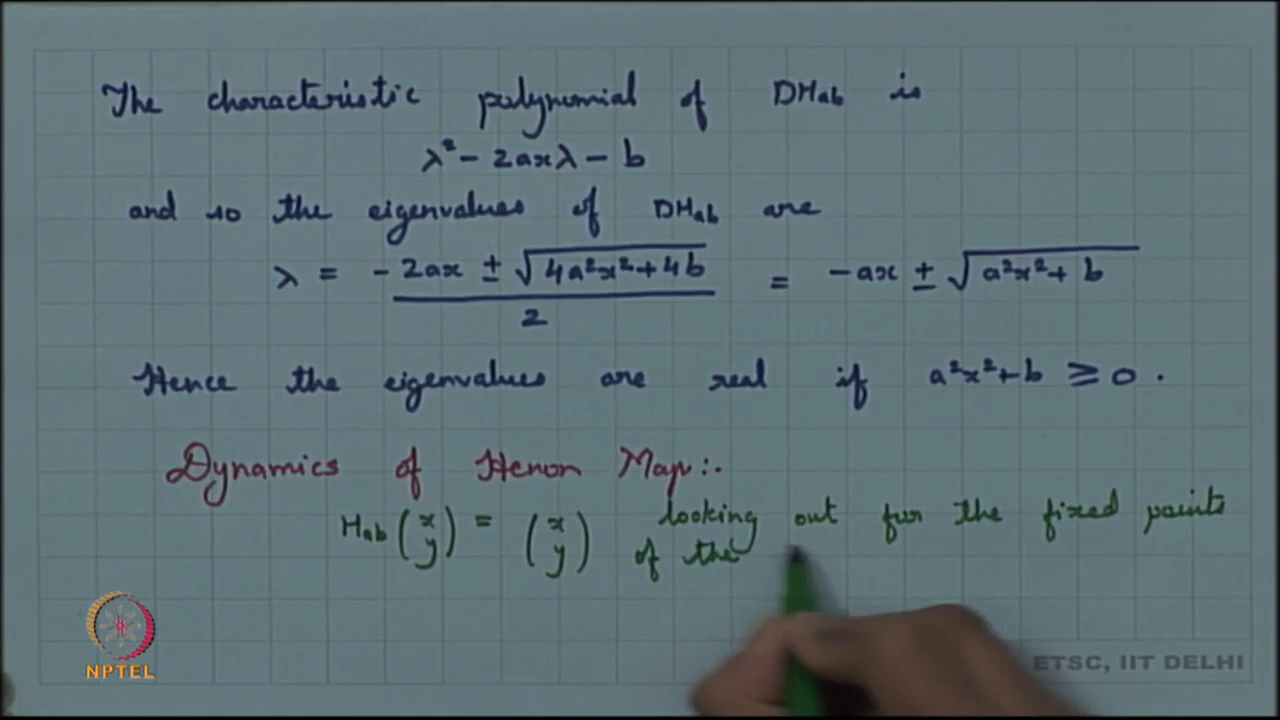 The characteristic polynomial of DHab is
λ² - 2axλ - b
and so the eigenvalues of DHab are
λ = -2ax ± √4a²x²+4b / 2 = -ax ± √a²x²+b
Hence the eigenvalues are real if a²x²+b ≥ 0.
Dynamics of Henon Map:.
Hab (x y) = (x y) looking out for the fixed points
of the
NPTEL
ETSC, IIT DELHI